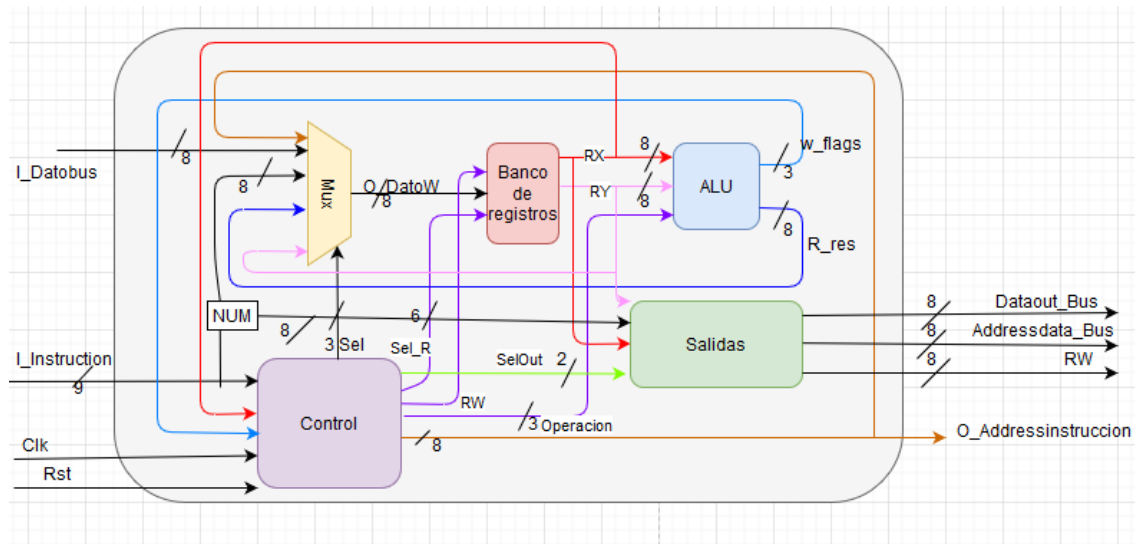 w_flags
8
3
I_Datobus
8
8
Mux
O_DatoW
8
Banco
de
registros
RX
8
RY
8
ALU
8
R_res
NUM
8
3
Sel
6
Sel_R
Salidas
8
Dataout_Bus
8
Addressdata_Bus
8
RW
I_Instruction
9
SelOut
2
Control
RW
3
Operacion
8
O_Addressinstruccion
Clk
Rst